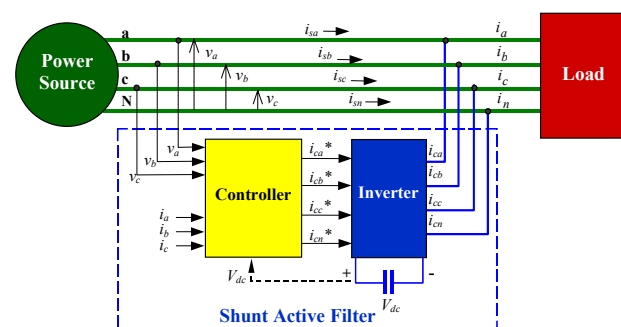 a
i_sa
i_a
Power
Source
b
v_a
i_sb
i_b
v_b
c
i_sc
i_c
Load
N
v_c
i_sn
i_n
v_a
v_b
v_c
i_ca*
i_ca
i_cb*
i_cb
Controller
Inverter
i_a
i_cc*
i_cc
i_b
i_cn*
i_cn
i_c
V_dc
+
-
V_dc
Shunt Active Filter